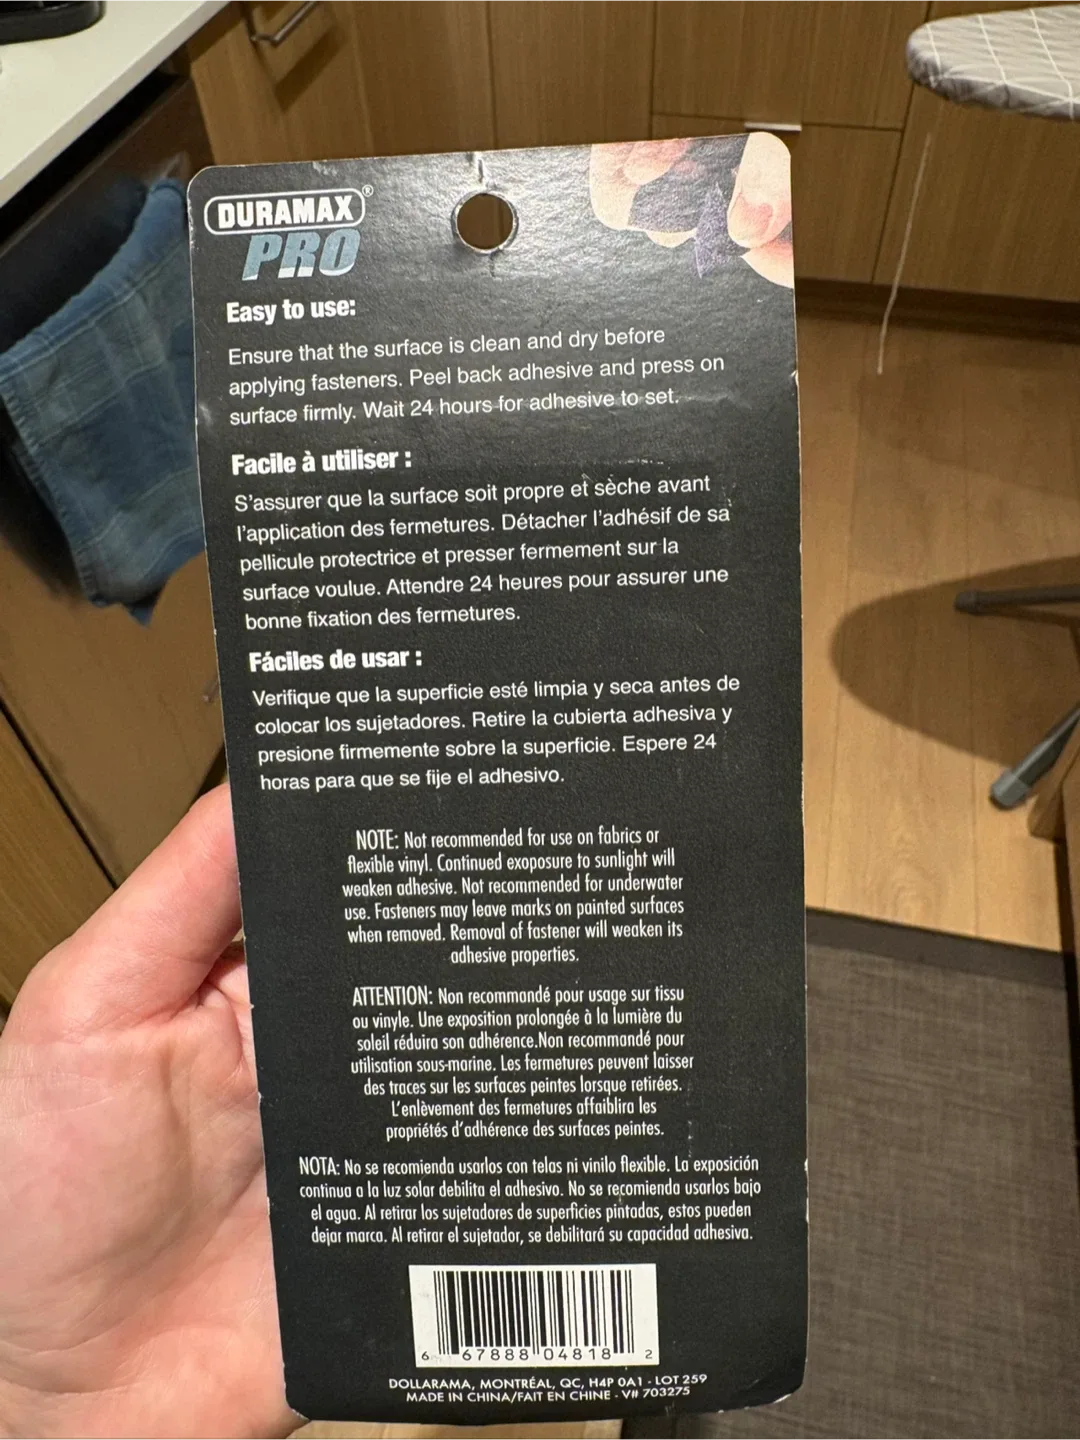 DURAMAX®
PRO
Easy to use:
Ensure that the surface is clean and dry before
applying fasteners. Peel back adhesive and press on
surface firmly. Wait 24 hours for adhesive to set.
Facile à utiliser :
S'assurer que la surface soit propre et sèche avant
l'application des fermetures. Détacher l'adhésif de sa
pellicule protectrice et presser fermement sur la
surface voulue. Attendre 24 heures pour assurer une
bonne fixation des fermetures.
Fáciles de usar :
Verifique que la superficie esté limpia y seca antes de
colocar los sujetadores. Retire la cubierta adhesiva y
presione firmemente sobre la superficie. Espere 24
horas para que se fije el adhesivo.
NOTE: Not recommended for use on fabrics or
flexible vinyl. Continued exoposure to sunlight will
weaken adhesive. Not recommended for underwater
use. Fasteners may leave marks on painted surfaces
when removed. Removal of fastener will weaken its
adhesive properties.
ATTENTION: Non recommandé pour usage sur tissu
ou vinyle. Une exposition prolongée à la lumière du
soleil réduira son adhérence.Non recommandé pour
utilisation sous-marine. Les fermetures peuvent laisser
des traces sur les surfaces peintes lorsque retirées.
L'enlèvement des fermetures affaiblira les
propriétés d'adhérence des surfaces peintes.
NOTA: No se recomienda usarlos con telas ni vinilo flexible. La exposición
continua a la luz solar debilita el adhesivo. No se recomienda usarlos bajo
el agua. Al retirar los sujetadores de superficies pintadas, estos pueden
dejar marca. Al retirar el sujetador, se debilitará su capacidad adhesiva.
6 67888 04818 2
DOLLARAMA, MONTRÉAL, QC, H4P 0A1 - LOT 259
MADE IN CHINA/FAIT EN CHINE - V# 703275